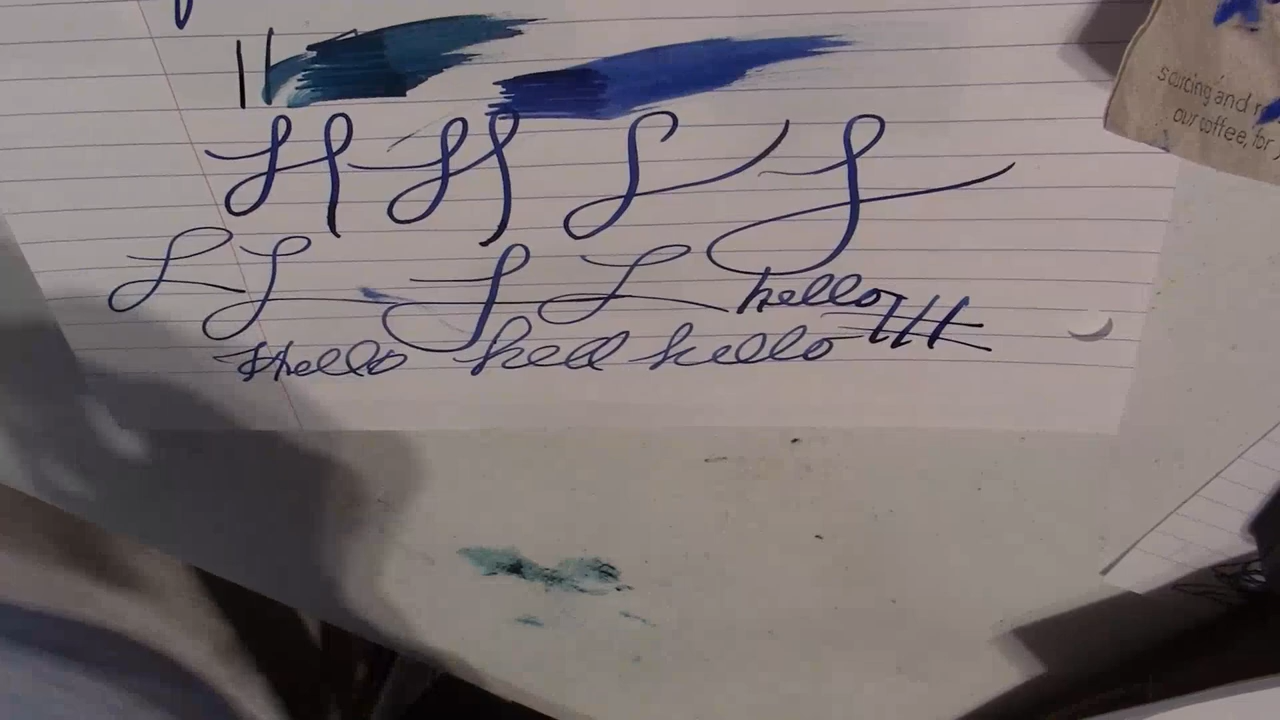 sourcing and
our coffee, for
H H L L
L L L L hello
Hello hell hello